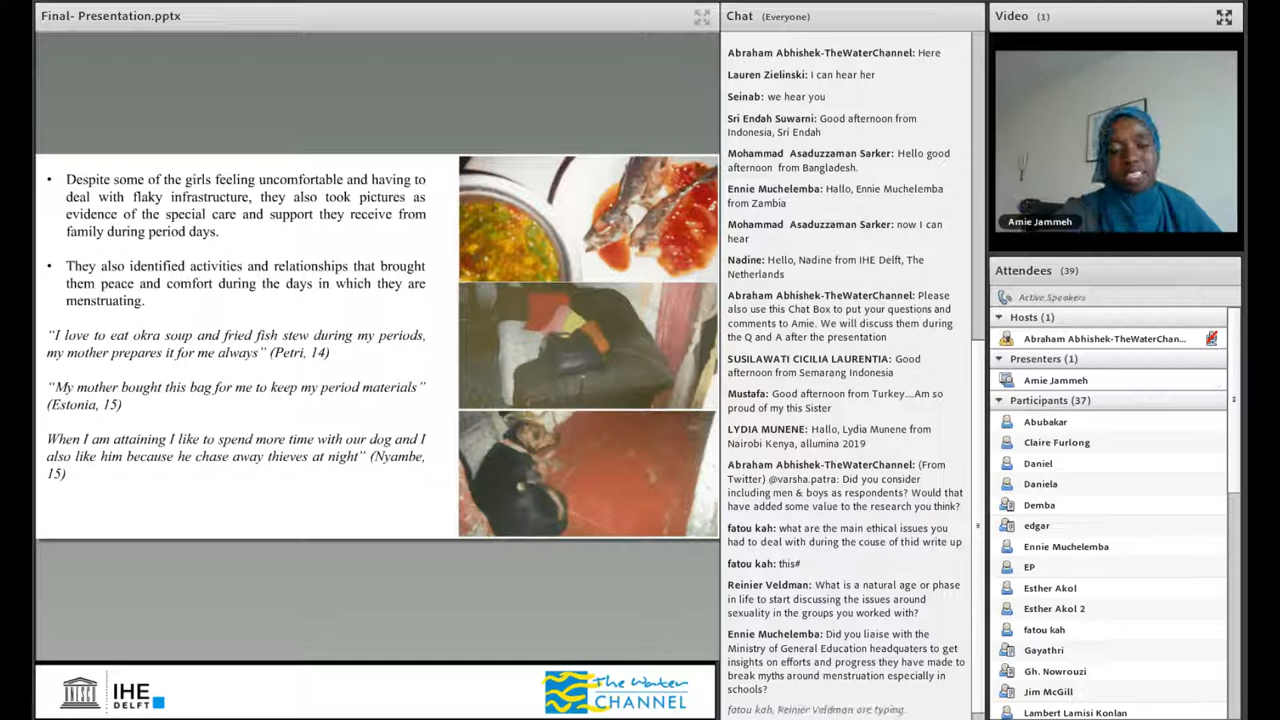 Final- Presentation.pptx
• Despite some of the girls feeling uncomfortable and having to
deal with flaky infrastructure, they also took pictures as
evidence of the special care and support they receive from
family during period days.
• They also identified activities and relationships that brought
them peace and comfort during the days in which they are
menstruating.
“I love to eat okra soup and fried fish stew during my periods,
my mother prepares it for me always” (Petri, 14)
“My mother bought this bag for me to keep my period materials”
(Estonia, 15)
When I am attaining I like to spend more time with our dog and I
also like him because he chase away thieves at night” (Nyambe,
15)
unesco
IHE
DELFT
The Water
CHANNEL
Chat (Everyone)
Abraham Abhishek-TheWaterChannel: Here
Lauren Zielinski: I can hear her
Seinab: we hear you
Sri Endah Suwarni: Good afternoon from
Indonesia, Sri Endah
Mohammad Asaduzzaman Sarker: Hello good
afternoon from Bangladesh.
Ennie Muchelemba: Hallo, Ennie Muchelemba
from Zambia
Mohammad Asaduzzaman Sarker: now I can
hear
Nadine: Hello, Nadine from IHE Delft, The
Netherlands
Abraham Abhishek-TheWaterChannel: Please
also use this Chat Box to put your questions and
comments to Amie. We will discuss them during
the Q and A after the presentation
SUSILAWATI CICILIA LAURENTIA: Good
afternoon from Semarang Indonesia
Mustafa: Good afternoon from Turkey....Am so
proud of my this Sister
LYDIA MUNENE: Hallo, Lydia Munene from
Nairobi Kenya, allumina 2019
Abraham Abhishek-TheWaterChannel: (From
Twitter) @varsha.patra: Did you consider
including men & boys as respondents? Would that
have added some value to the research you think?
fatou kah: what are the main ethical issues you
had to deal with during the couse of thid write up
fatou kah: this#
Reinier Veldman: What is a natural age or phase
in life to start discussing the issues around
sexuality in the groups you worked with?
Ennie Muchelemba: Did you liaise with the
Ministry of General Education headquaters to get
insights on efforts and progress they have made to
break myths around menstruation especially in
schools?
fatou kah, Reinier Veldman are typing.
Video (1)
Amie Jammeh
Attendees (39)
Active Speakers
Hosts (1)
Abraham Abhishek-TheWaterChan...
Presenters (1)
Amie Jammeh
Participants (37)
Abubakar
Claire Furlong
Daniel
Daniela
Demba
edgar
Ennie Muchelemba
EP
Esther Akol
Esther Akol 2
fatou kah
Gayathri
Gh. Nowrouzi
Jim McGill
Lambert Lamisi Konlan